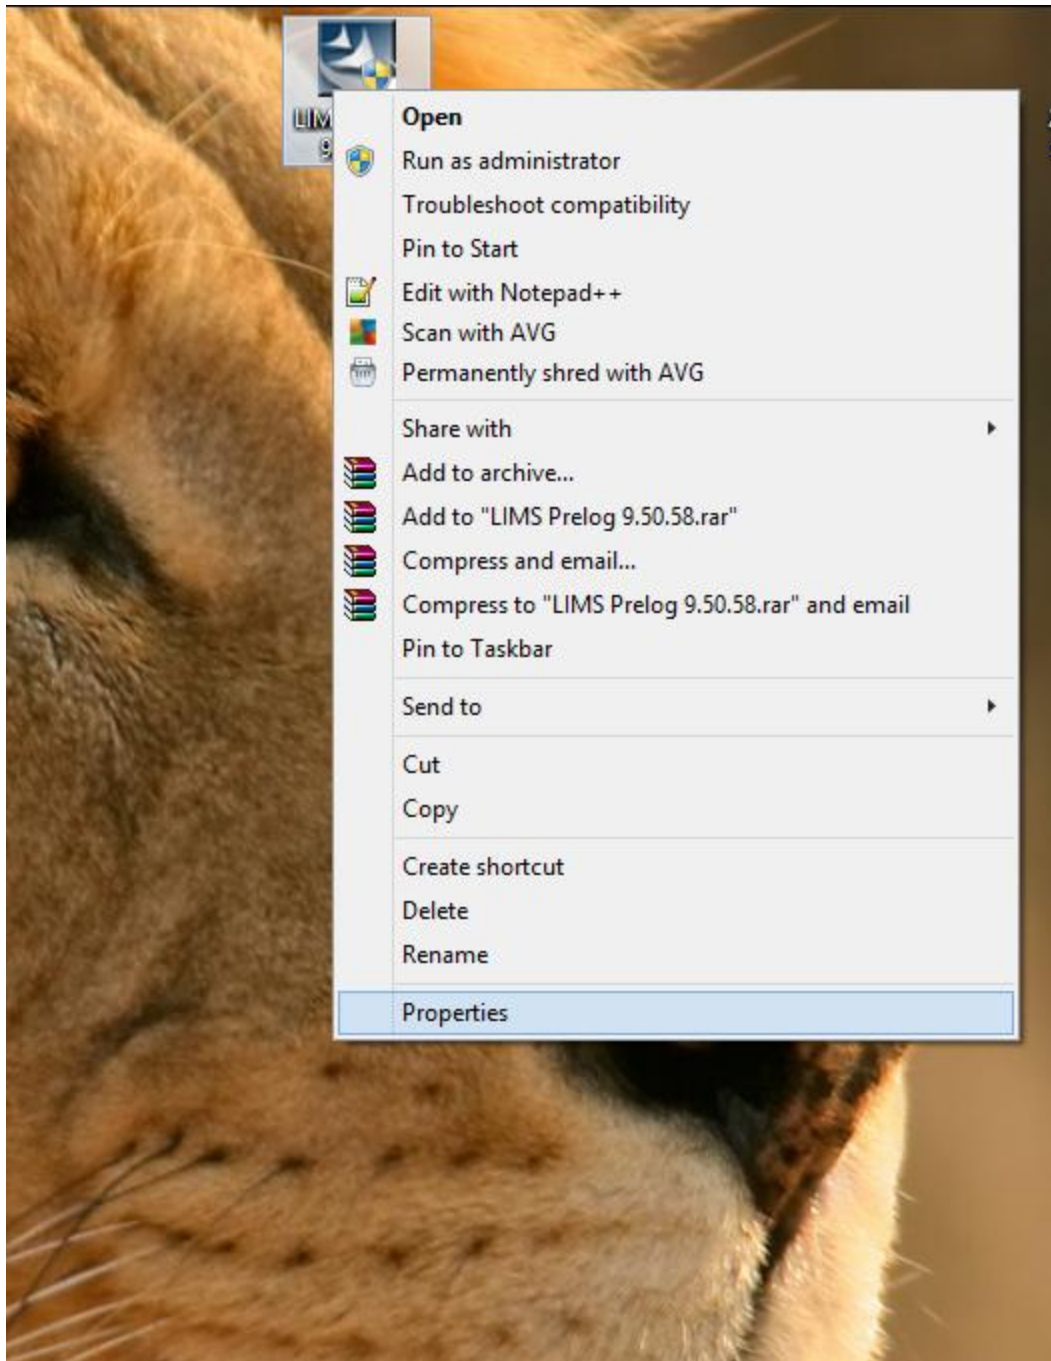 LIM
9
Open
Run as administrator
Troubleshoot compatibility
Pin to Start
Edit with Notepad++
Scan with AVG
Permanently shred with AVG
Share with
Add to archive...
Add to "LIMS Prelog 9.50.58.rar"
Compress and email...
Compress to "LIMS Prelog 9.50.58.rar" and email
Pin to Taskbar
Send to
Cut
Copy
Create shortcut
Delete
Rename
Properties